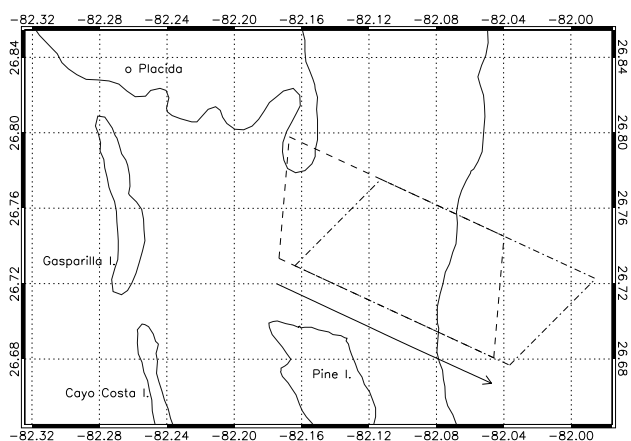 −82.32 −82.28 −82.24 −82.20 −82.16 −82.12 −82.08 −82.04 −82.00
26.84 26.84
o Placida
26.80 26.80
26.76 26.76
Gasparilla I.
26.72 26.72
26.68 26.68
Pine I.
Cayo Costa I.
−82.32 −82.28 −82.24 −82.20 −82.16 −82.12 −82.08 −82.04 −82.00